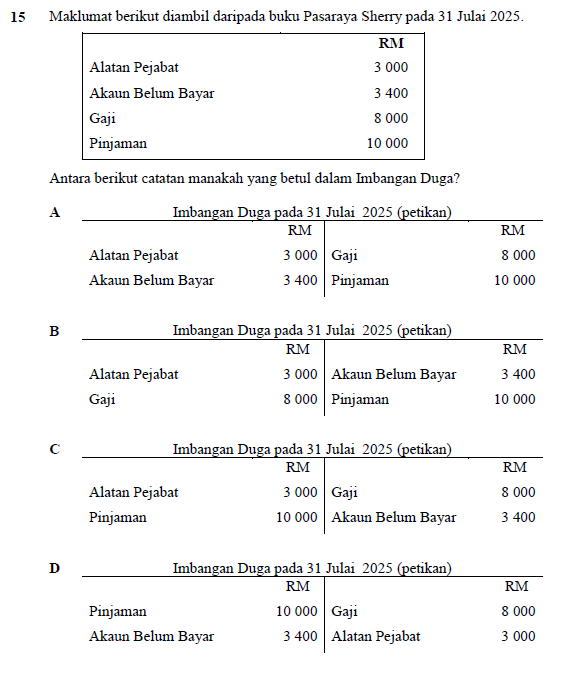 15 Maklumat berikut diambil daripada buku Pasaraya Sherry pada 31 Julai 2025.
RM
Alatan Pejabat 3 000
Akaun Belum Bayar 3 400
Gaji 8 000
Pinjaman 10 000
Antara berikut catatan manakah yang betul dalam Imbangan Duga?
A Imbangan Duga pada 31 Julai 2025 (petikan)
RM RM
Alatan Pejabat 3 000 Gaji 8 000
Akaun Belum Bayar 3 400 Pinjaman 10 000
B Imbangan Duga pada 31 Julai 2025 (petikan)
RM RM
Alatan Pejabat 3 000 Akaun Belum Bayar 3 400
Gaji 8 000 Pinjaman 10 000
C Imbangan Duga pada 31 Julai 2025 (petikan)
RM RM
Alatan Pejabat 3 000 Gaji 8 000
Pinjaman 10 000 Akaun Belum Bayar 3 400
D Imbangan Duga pada 31 Julai 2025 (petikan)
RM RM
Pinjaman 10 000 Gaji 8 000
Akaun Belum Bayar 3 400 Alatan Pejabat 3 000